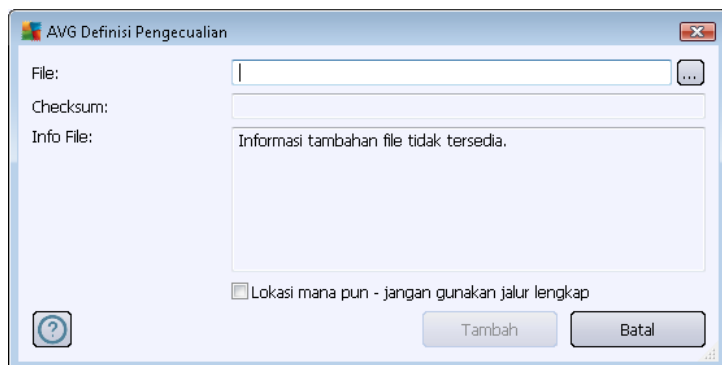 AVG Definisi Pengecualian
File:
...
Checksum:
Info File:
Informasi tambahan file tidak tersedia.
Lokasi mana pun - jangan gunakan jalur lengkap
?
Tambah
Batal